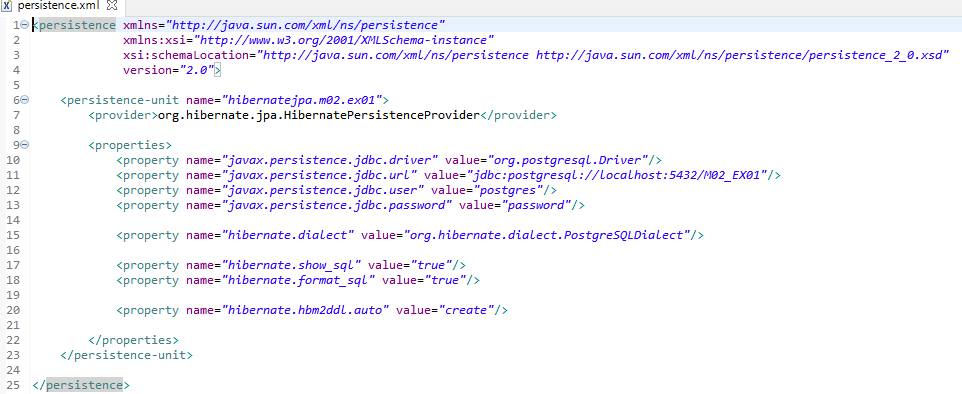 persistence.xml
1 <persistence xmlns="http://java.sun.com/xml/ns/persistence"
2 xmlns:xsi="http://www.w3.org/2001/XMLSchema-instance"
3 xsi:schemaLocation="http://java.sun.com/xml/ns/persistence http://java.sun.com/xml/ns/persistence/persistence_2_0.xsd"
4 version="2.0">
5
6 <persistence-unit name="hibernatejpa.m02.ex01">
7 <provider>org.hibernate.jpa.HibernatePersistenceProvider</provider>
8
9 <properties>
10 <property name="javax.persistence.jdbc.driver" value="org.postgresql.Driver"/>
11 <property name="javax.persistence.jdbc.url" value="jdbc:postgresql://localhost:5432/M02_EX01"/>
12 <property name="javax.persistence.jdbc.user" value="postgres"/>
13 <property name="javax.persistence.jdbc.password" value="password"/>
14
15 <property name="hibernate.dialect" value="org.hibernate.dialect.PostgreSQLDialect"/>
16
17 <property name="hibernate.show_sql" value="true"/>
18 <property name="hibernate.format_sql" value="true"/>
19
20 <property name="hibernate.hbm2ddl.auto" value="create"/>
21
22 </properties>
23 </persistence-unit>
24
25 </persistence>